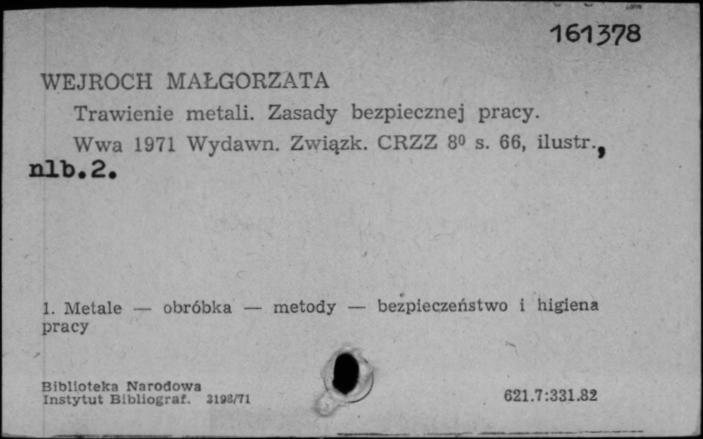 161378
WEJROCH MAŁGORZATA
Trawienie metali. Zasady bezpiecznej pracy.
Wwa 1971 Wydawn. Związk. CRZZ 8⁰ s. 66, ilustr.,
nlb.2.
1. Metale — obróbka — metody — bezpieczeństwo i higiena
pracy
Biblioteka Narodowa
Instytut Bibliograf. 3198/71
621.7:331.82